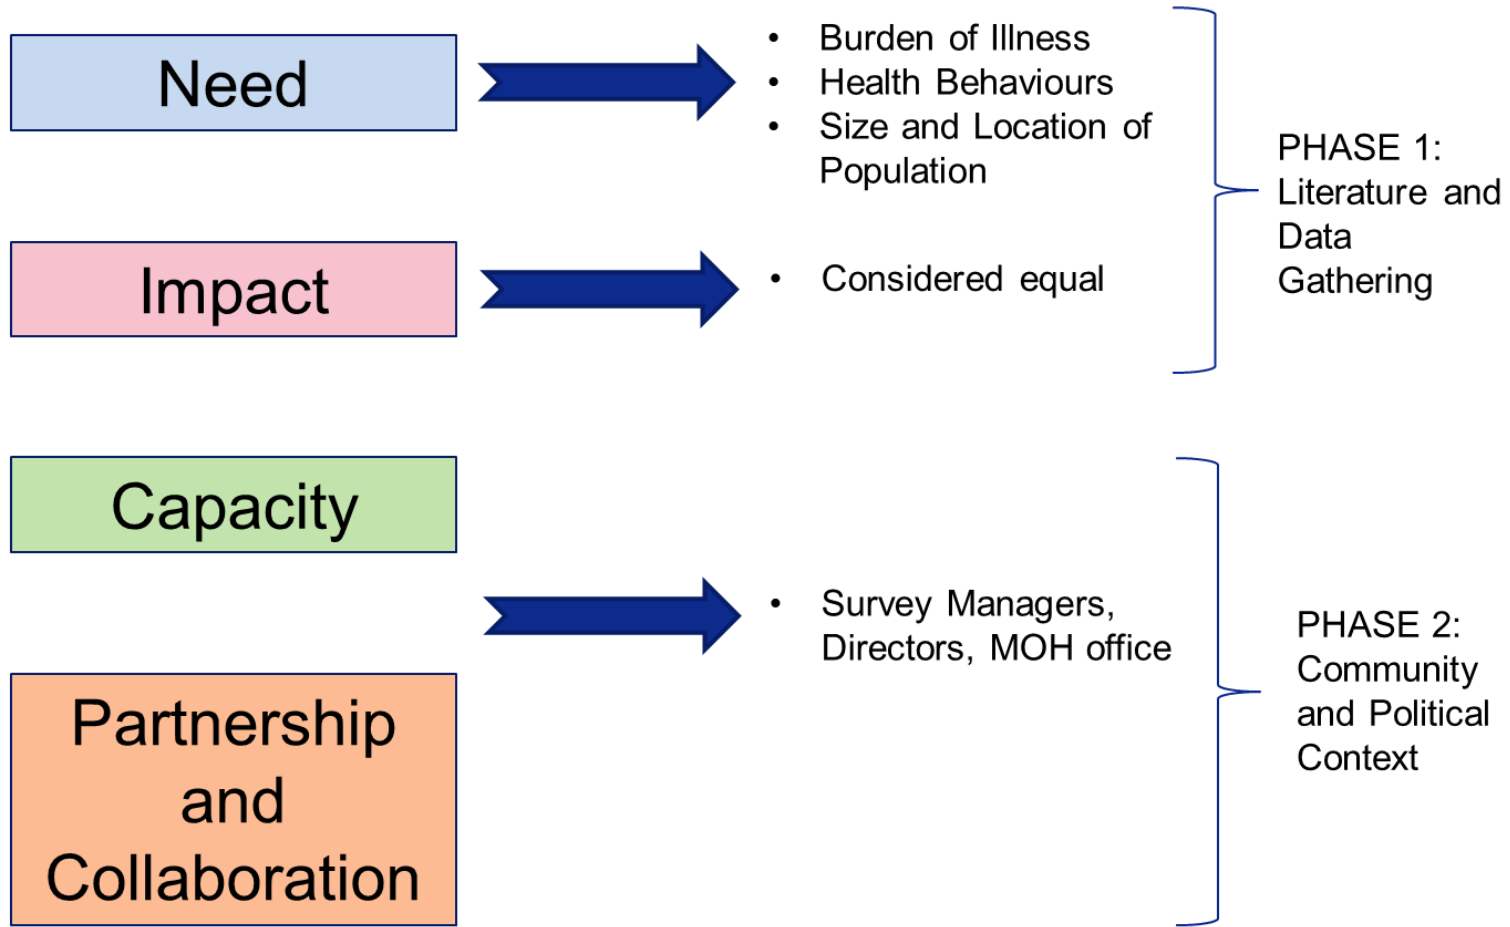 Need
• Burden of Illness
• Health Behaviours
• Size and Location of
Population
PHASE 1:
Literature and
Data
Gathering
Impact
• Considered equal
Capacity
Partnership
and
Collaboration
• Survey Managers,
Directors, MOH office
PHASE 2:
Community
and Political
Context